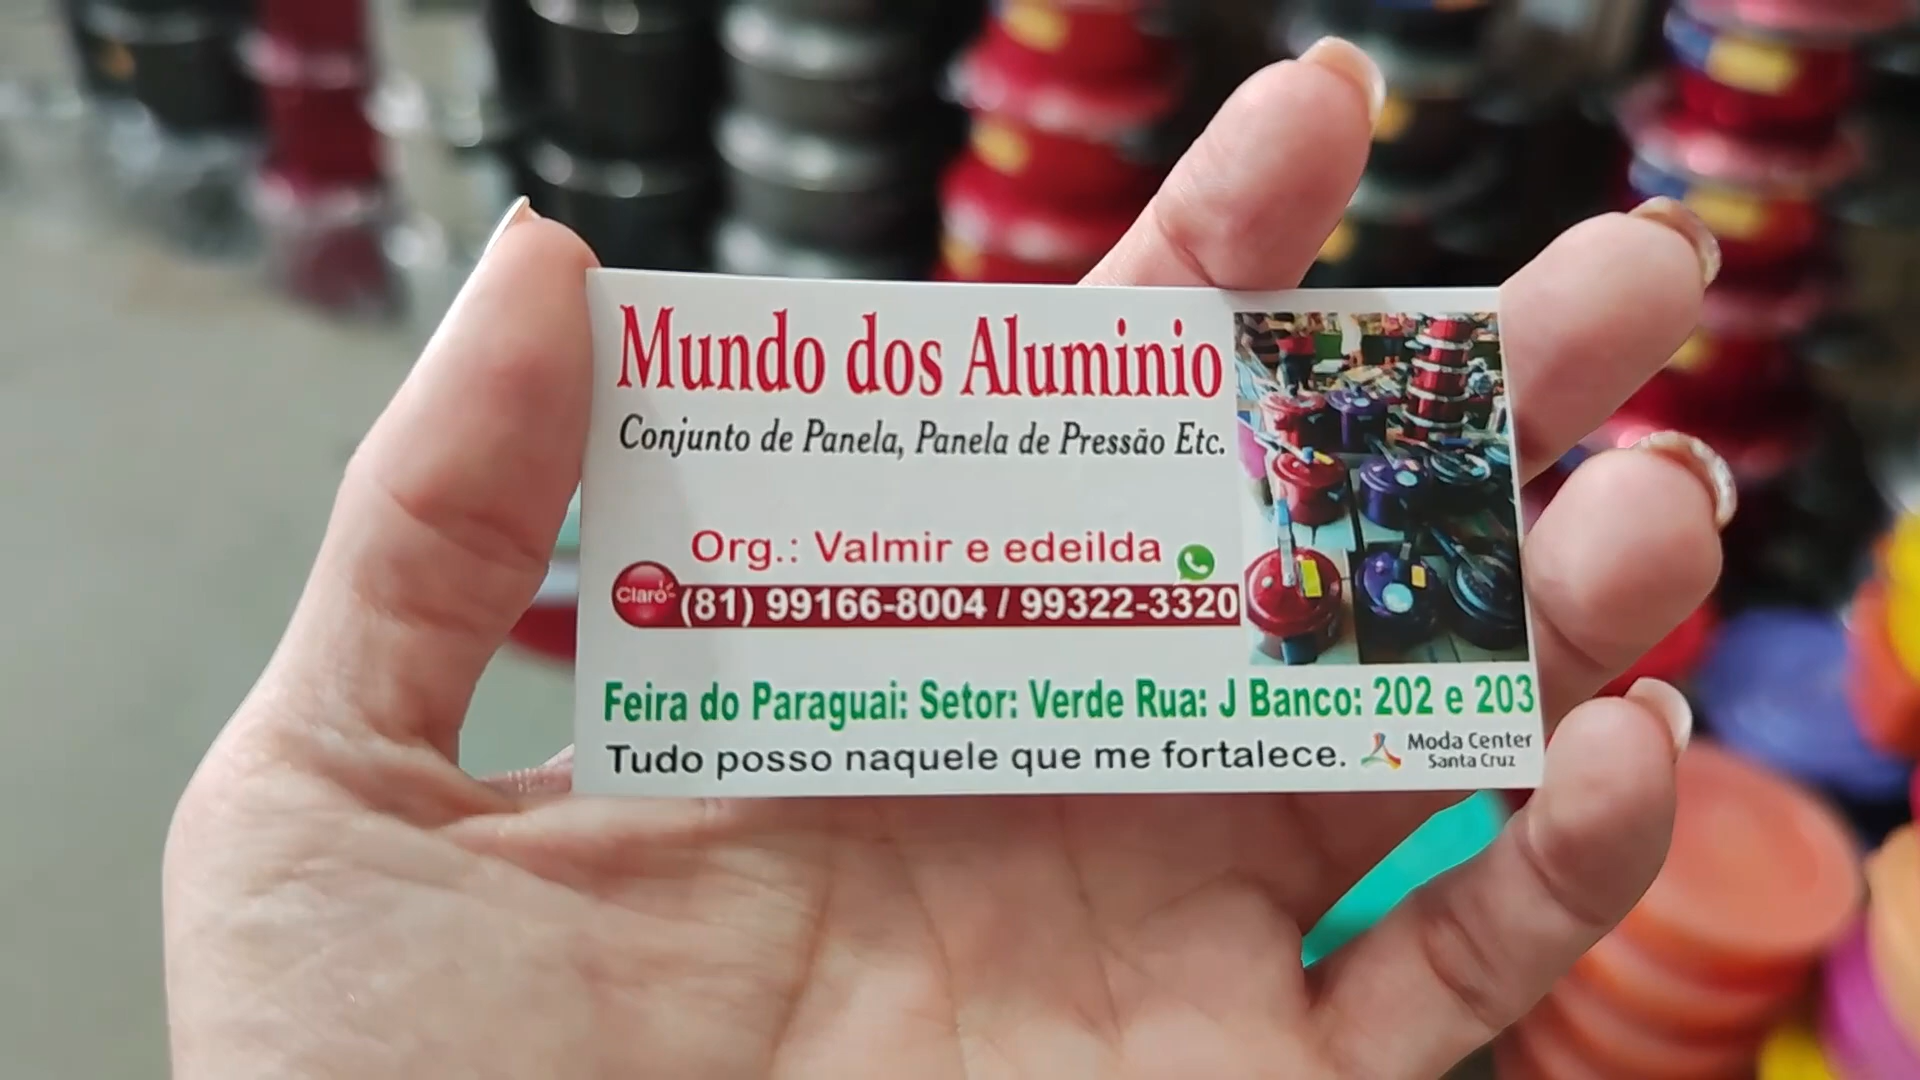 Mundo dos Aluminio
Conjunto de Panela, Panela de Pressão Etc.
Org.: Valmir e edeilda
Claro (81) 99166-8004 / 99322-3320
Feira do Paraguai: Setor: Verde Rua: J Banco: 202 e 203
Tudo posso naquele que me fortalece.
Moda Center
Santa Cruz